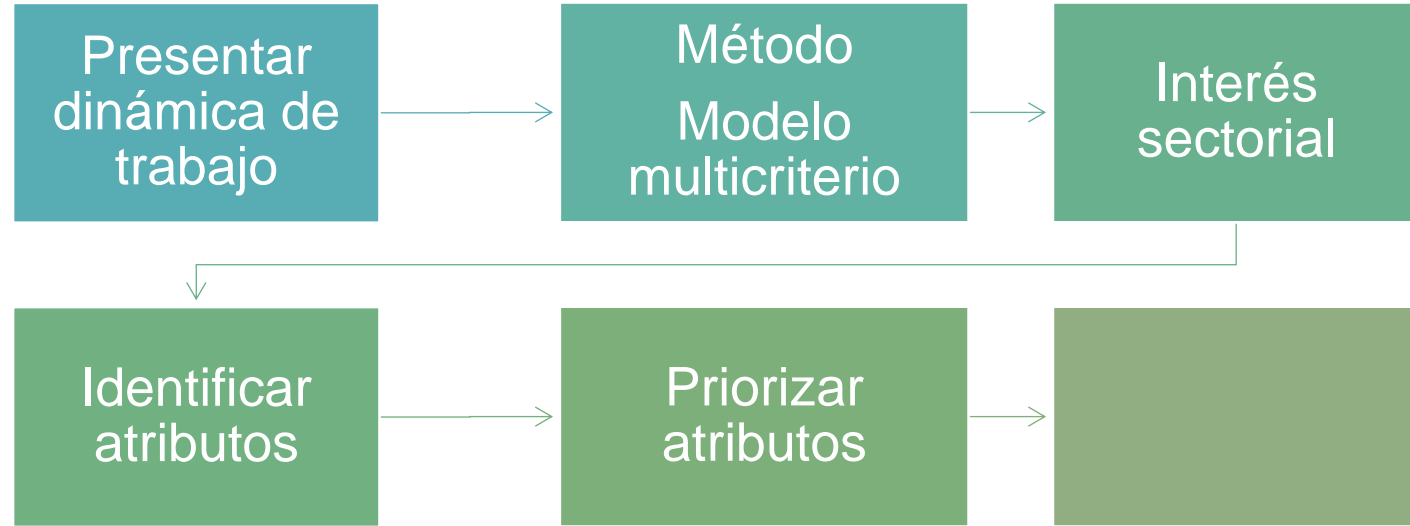 Presentar
dinámica de
trabajo
Método
Modelo
multicriterio
Interés
sectorial
Identificar
atributos
Priorizar
atributos